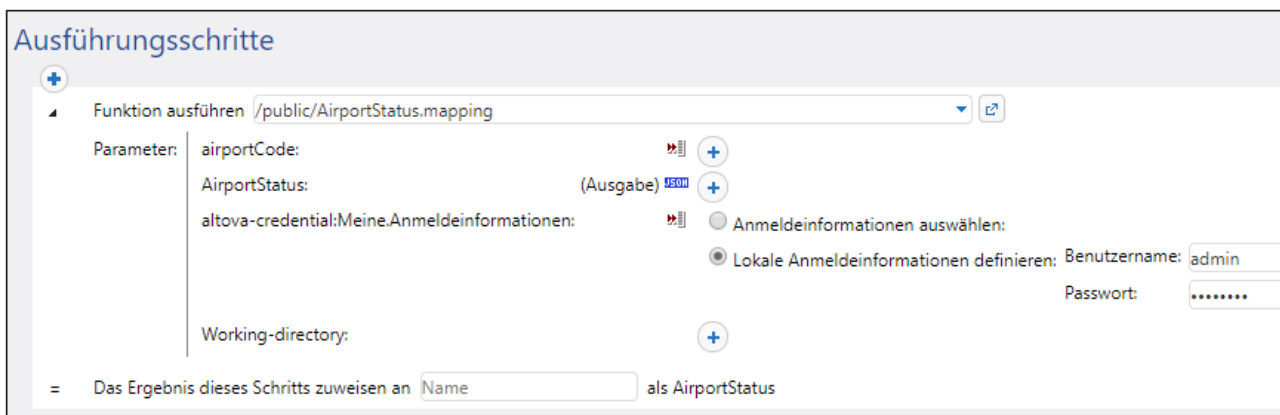 Ausführungsschritte
Funktion ausführen /public/AirportStatus.mapping
Parameter: airportCode:
AirportStatus: (Ausgabe) JSON
altova-credential:Meine.Anmeldeinformationen: Anmeldeinformationen auswählen:
Lokale Anmeldeinformationen definieren: Benutzername: admin
Passwort: ••••••••
Working-directory:
= Das Ergebnis dieses Schritts zuweisen an Name als AirportStatus